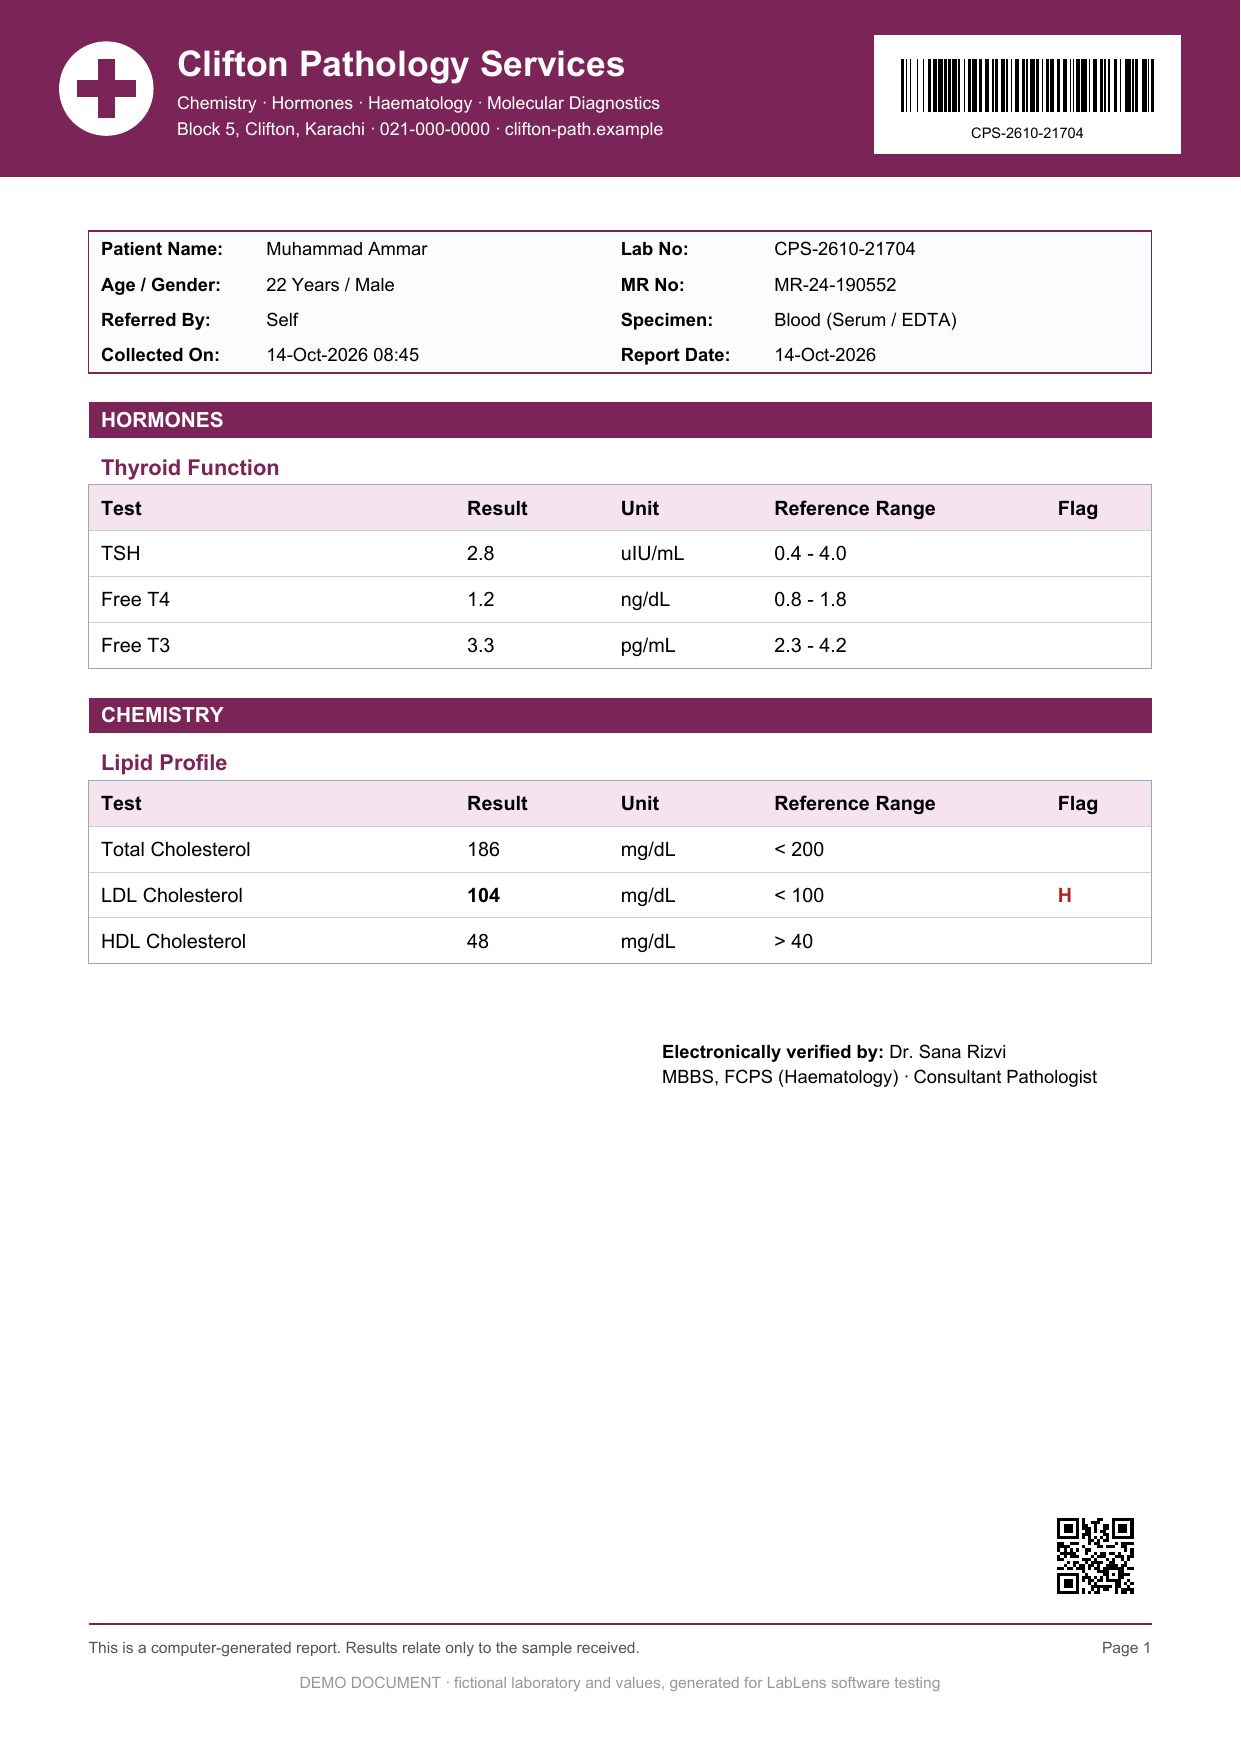 Clifton Pathology Services
Chemistry · Hormones · Haematology · Molecular Diagnostics
Block 5, Clifton, Karachi · 021-000-0000 · clifton-path.example
CPS-2610-21704
Patient Name: Muhammad Ammar Lab No: CPS-2610-21704
Age / Gender: 22 Years / Male MR No: MR-24-190552
Referred By: Self Specimen: Blood (Serum / EDTA)
Collected On: 14-Oct-2026 08:45 Report Date: 14-Oct-2026
HORMONES
Thyroid Function
Test Result Unit Reference Range Flag
TSH 2.8 uIU/mL 0.4 - 4.0
Free T4 1.2 ng/dL 0.8 - 1.8
Free T3 3.3 pg/mL 2.3 - 4.2
CHEMISTRY
Lipid Profile
Test Result Unit Reference Range Flag
Total Cholesterol 186 mg/dL < 200
LDL Cholesterol 104 mg/dL < 100 H
HDL Cholesterol 48 mg/dL > 40
Electronically verified by: Dr. Sana Rizvi
MBBS, FCPS (Haematology) · Consultant Pathologist
This is a computer-generated report. Results relate only to the sample received. Page 1
DEMO DOCUMENT · fictional laboratory and values, generated for LabLens software testing